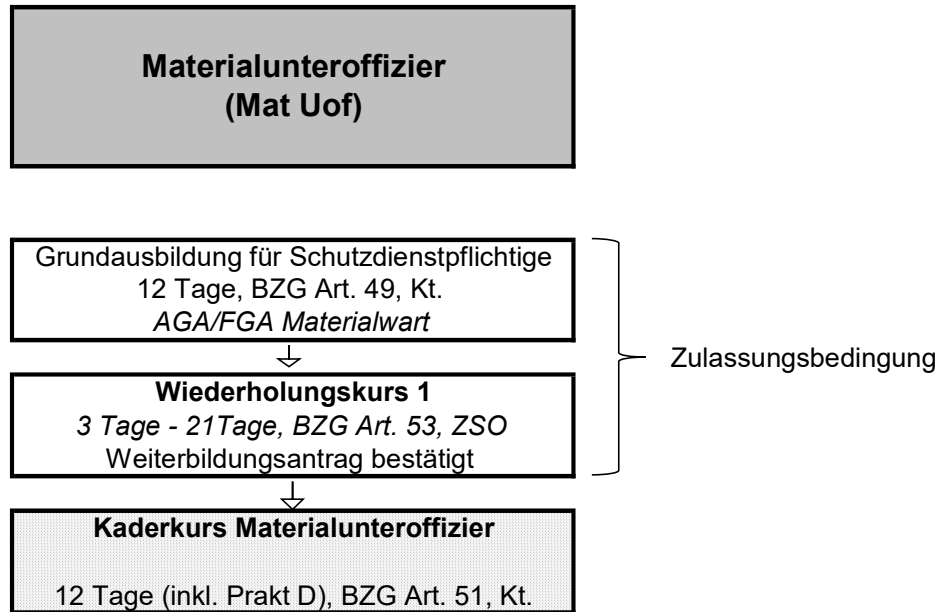 Materialunteroffizier
(Mat Uof)
Grundausbildung für Schutzdienstpflichtige
12 Tage, BZG Art. 49, Kt.
AGA/FGA Materialwart
Zulassungsbedingung
Wiederholungskurs 1
3 Tage - 21Tage, BZG Art. 53, ZSO
Weiterbildungsantrag bestätigt
Kaderkurs Materialunteroffizier
12 Tage (inkl. Prakt D), BZG Art. 51, Kt.